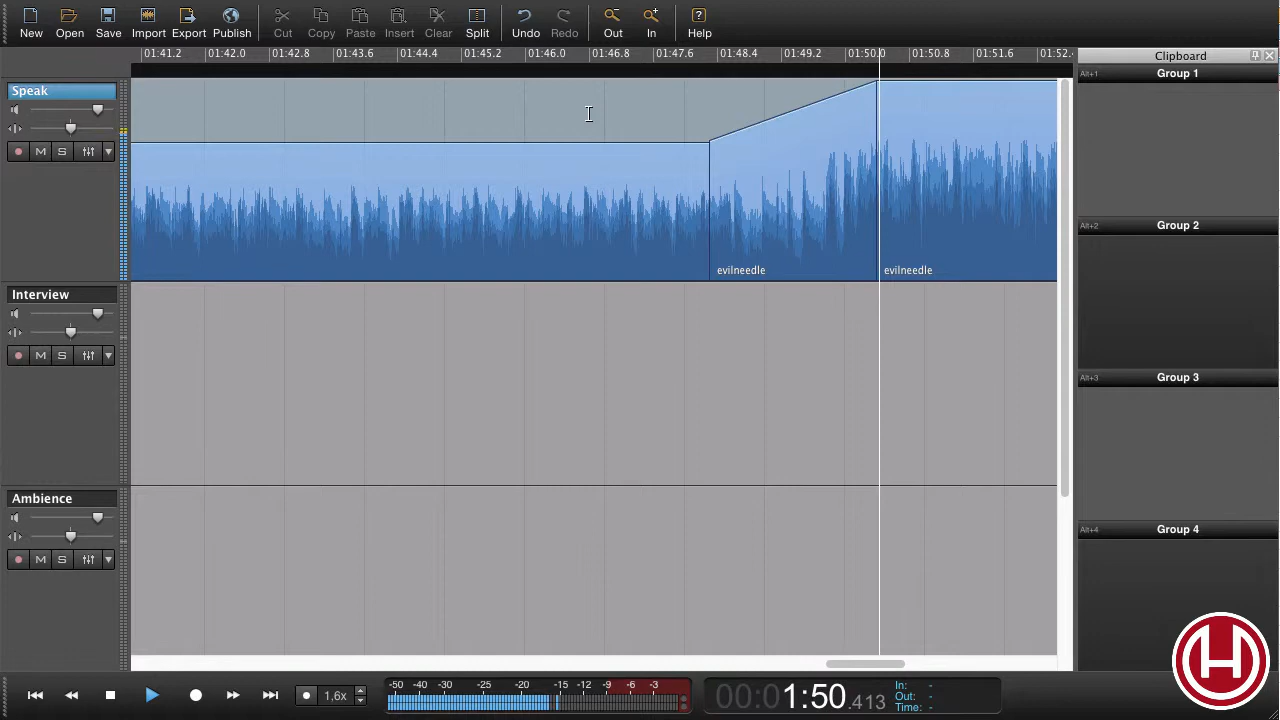 New Open Save Import Export Publish Cut Copy Paste Insert Clear Split Undo Redo Out In Help
01:41.2 01:42.0 01:42.8 01:43.6 01:44.4 01:45.2 01:46.0 01:46.8 01:47.6 01:48.4 01:49.2 01:50.0 01:50.8 01:51.6 01:52.
Clipboard
Alt+1 Group 1
Speak
M S
Alt+2 Group 2
evilneedle evilneedle
Interview
M S
Alt+3 Group 3
Ambience
M S
Alt+4 Group 4
-50 -40 -30 -25 -20 -15 -12 -9 -6 -3
1,6x
00:01:50.413
In: -
Out: -
Time: -
H